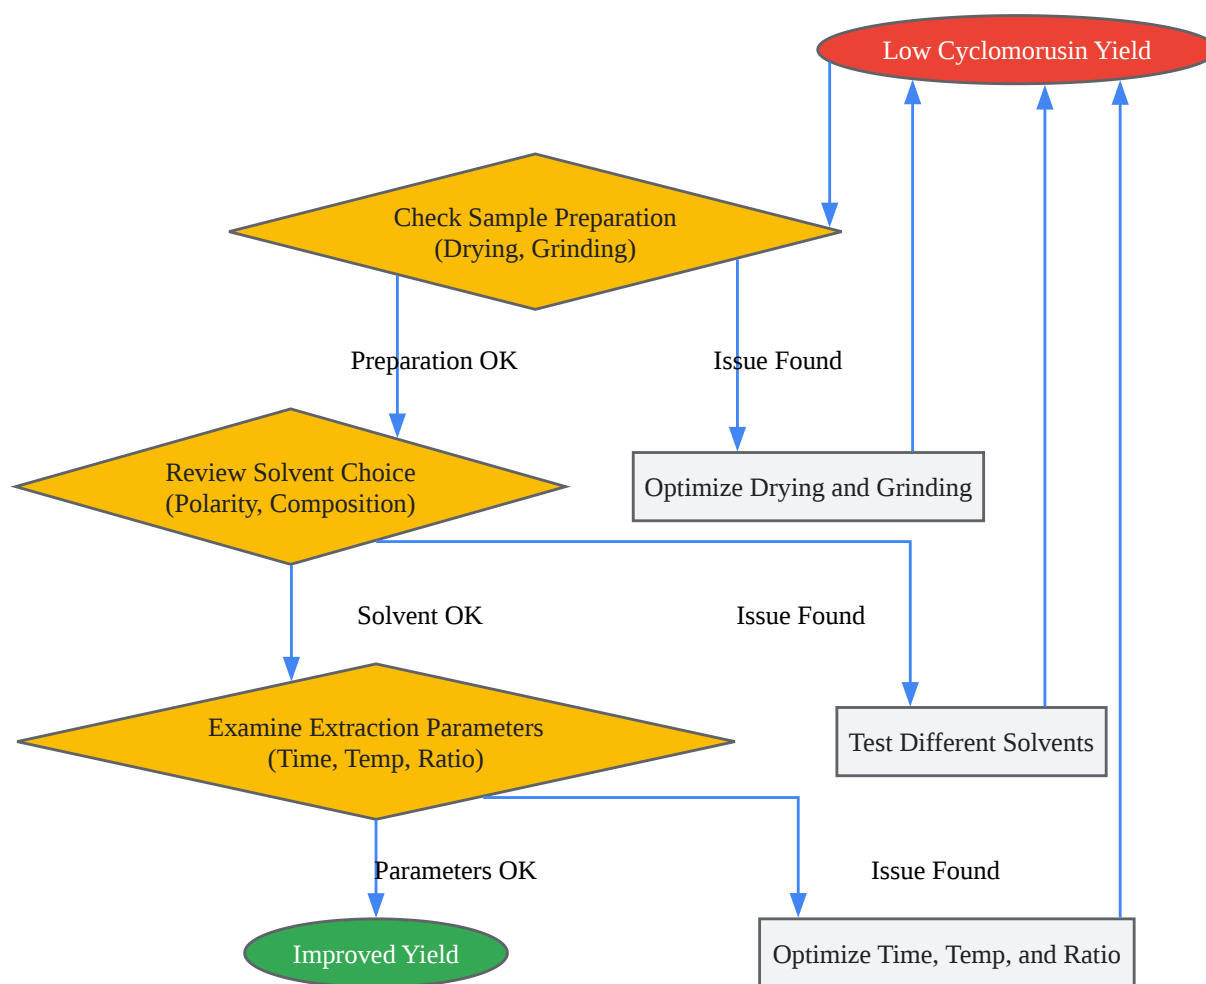 Low Cyclomorusin Yield
Check Sample Preparation
(Drying, Grinding)
Preparation OK
Issue Found
Review Solvent Choice
(Polarity, Composition)
Optimize Drying and Grinding
Solvent OK
Issue Found
Examine Extraction Parameters
(Time, Temp, Ratio)
Test Different Solvents
Parameters OK
Issue Found
Improved Yield
Optimize Time, Temp, and Ratio